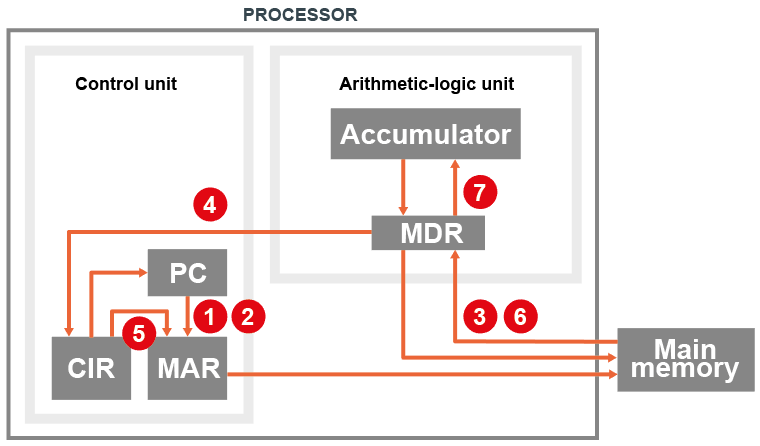 PROCESSOR
Control unit
Arithmetic-logic unit
Accumulator
7
4
MDR
PC
1 2
3 6
5
CIR
MAR
Main
memory